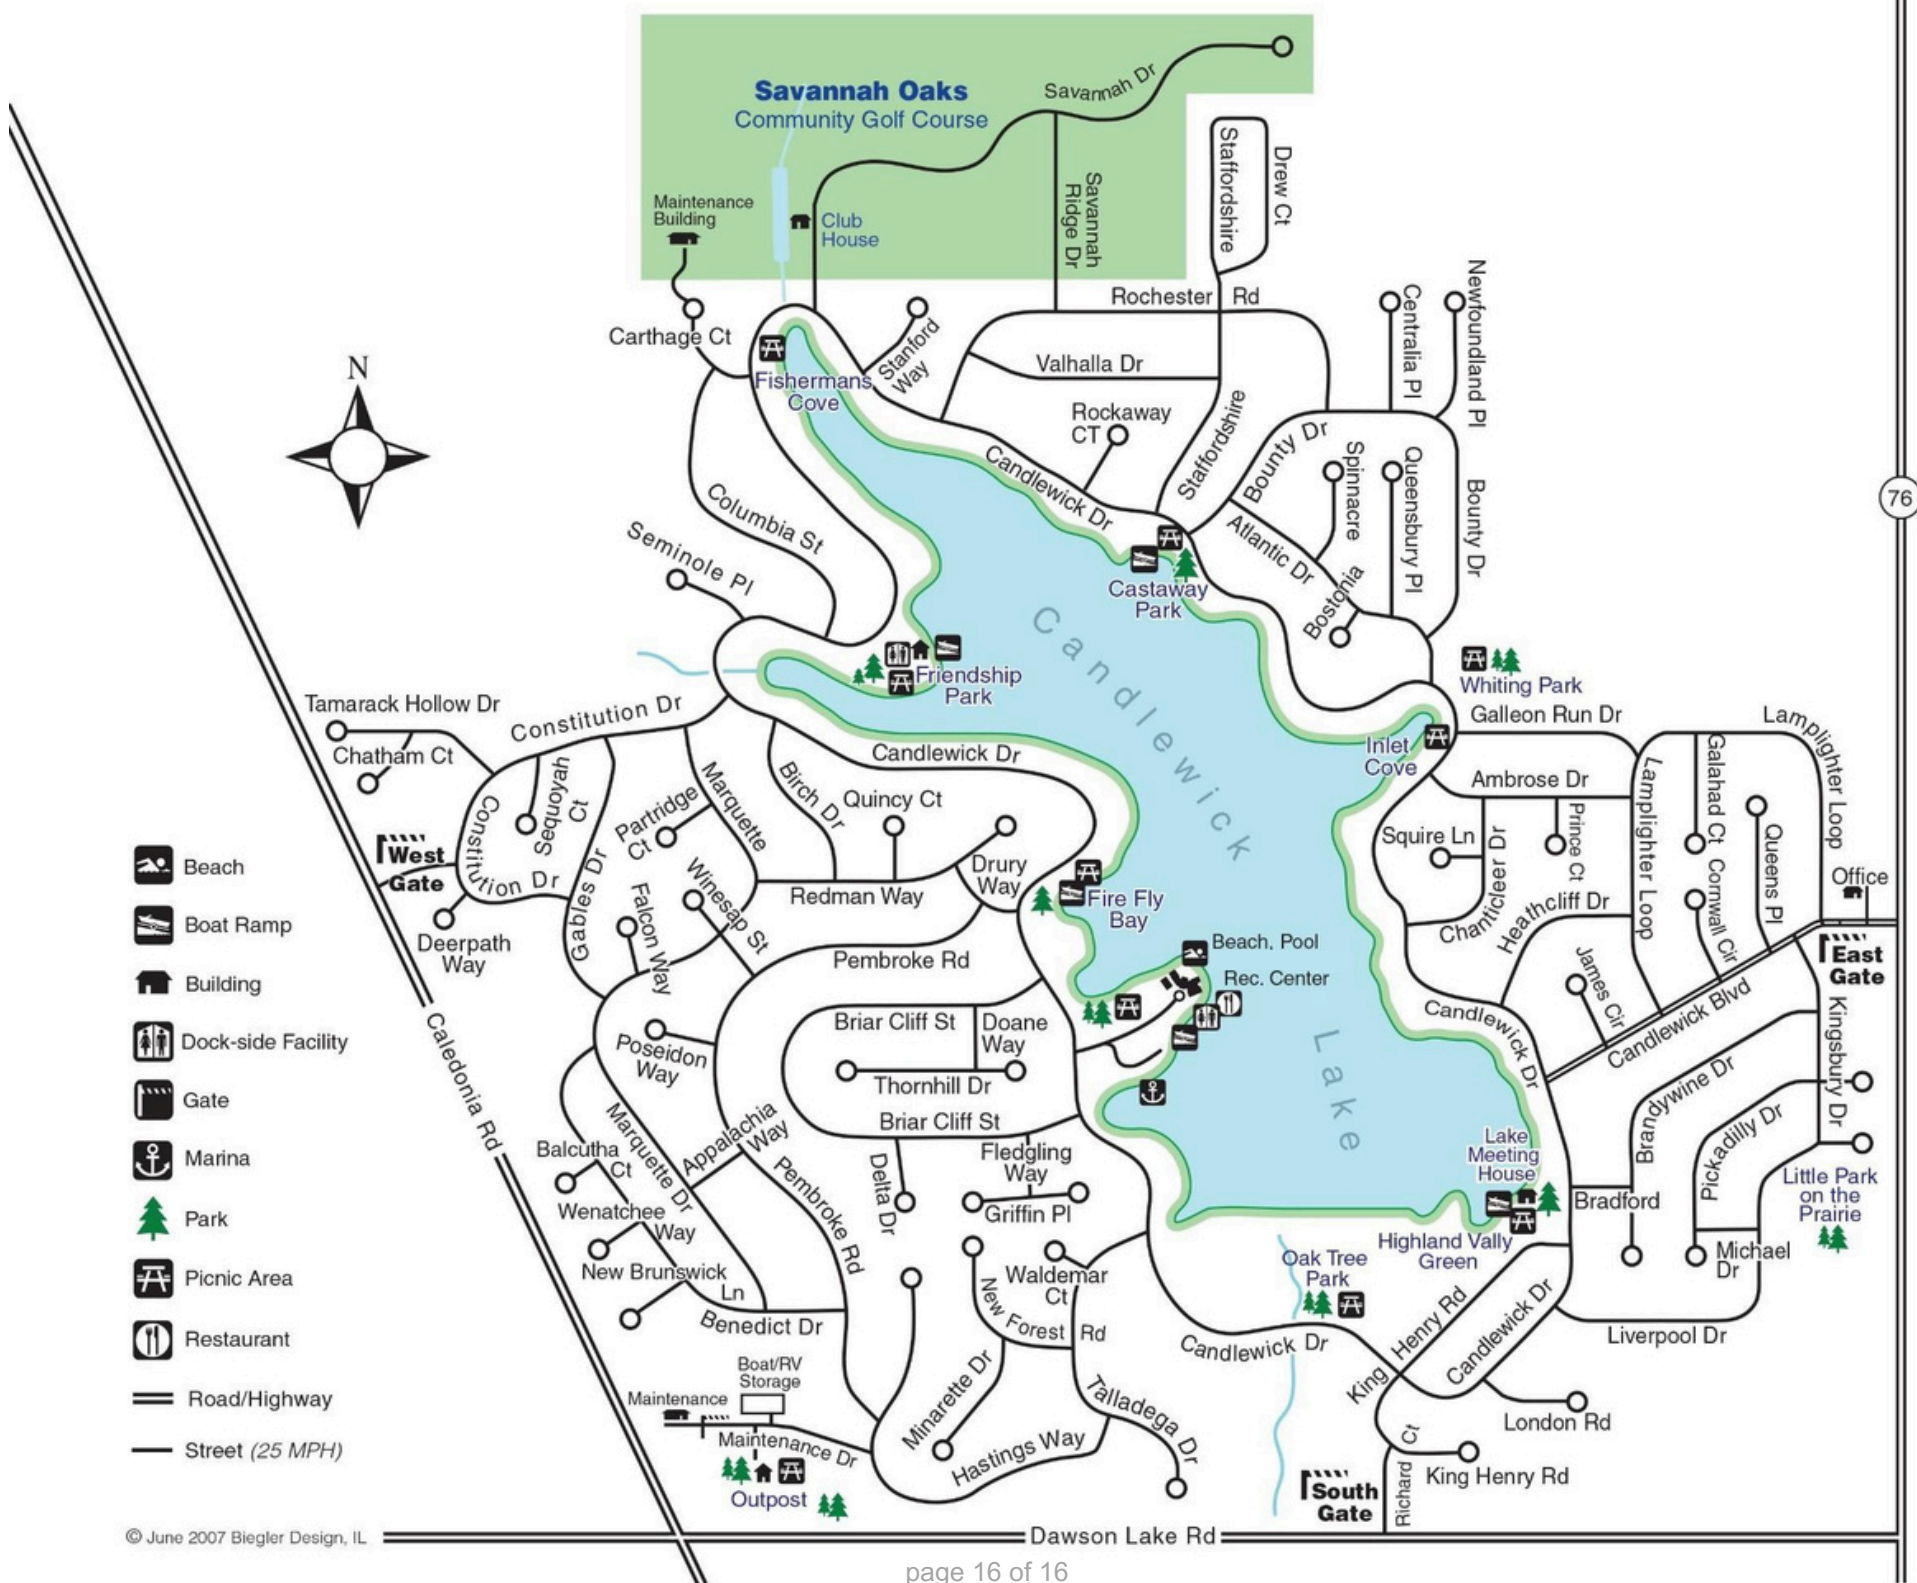 Savannah Oaks
Community Golf Course
Savannah Dr
Maintenance
Building
Club
House
Savannah
Ridge Dr
Staffordshire
Drew Ct
Carthage Ct
Stanford
Way
Rochester Rd
Valhalla Dr
Centralia Pl
Newfoundland Pl
N
Fishermans
Cove
Rockaway
CT
Staffordshire
Bounty Dr
Spinnacre
Queensbury Pl
Bounty Dr
76
Candlewick Dr
Columbia St
Seminole Pl
Atlantic Dr
Bostonia
Castaway
Park
Candlewick
Lake
Friendship
Park
Whiting Park
Galleon Run Dr
Lamplighter Loop
Tamarack Hollow Dr
Chatham Ct
Constitution Dr
Candlewick Dr
Inlet
Cove
Ambrose Dr
Galahad Ct
Constitution Dr
Sequoyah
Ct
Partridge
Ct
Marquette
Birch Dr
Quincy Ct
Squire Ln
Chanticleer Dr
Prince Ct
Lamplighter Loop
Cornwall Cir
Queens Pl
Office
West
Gate
Constitution Dr
Gables Dr
Falcon Way
Winesap St
Redman Way
Drury
Way
Fire Fly
Bay
Heathcliff Dr
Deerpath
Way
Pembroke Rd
Beach, Pool
Rec. Center
James Cir
East
Gate
Candlewick Blvd
Kingsbury Dr
Caledonia Rd
Poseidon
Way
Briar Cliff St
Doane
Way
Thornhill Dr
Briar Cliff St
Candlewick Dr
Brandywine Dr
Pickadilly Dr
Marquette Dr
Appalachia
Way
Balcutha
Ct
Wenatchee
Way
New Brunswick
Ln
Benedict Dr
Pembroke Rd
Delta Dr
Fledgling
Way
Griffin Pl
Lake
Meeting
House
Bradford
Little Park
on the
Prairie
Highland Vally
Green
Michael
Dr
Waldemar
Ct
New Forest Rd
Oak Tree
Park
Candlewick Dr
King Henry Rd
Candlewick Dr
Liverpool Dr
Boat/RV
Storage
Maintenance
Maintenance Dr
Minarette Dr
Hastings Way
Talladega Dr
London Rd
King Henry Rd
Richard Ct
South
Gate
Outpost
Beach
Boat Ramp
Building
Dock-side Facility
Gate
Marina
Park
Picnic Area
Restaurant
Road/Highway
Street (25 MPH)
© June 2007 Biegler Design, IL
Dawson Lake Rd
page 16 of 16